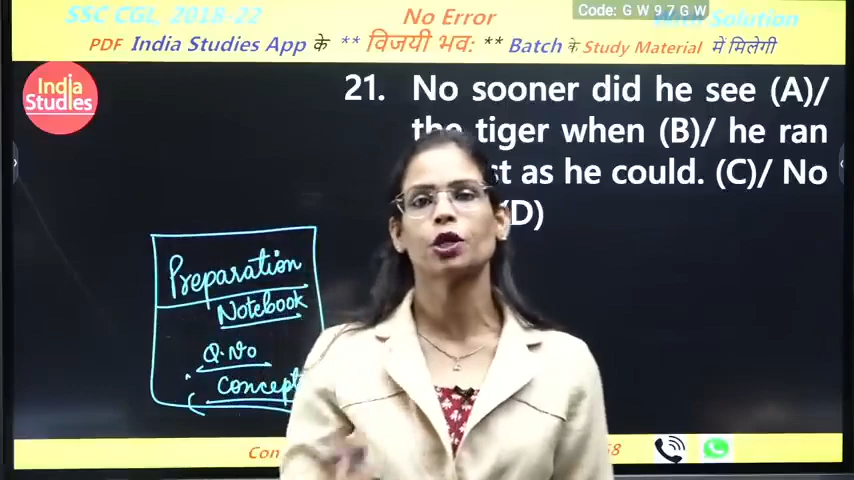 SSC CGL, 2018-22
No Error
Code: G W 9 7 G W
Solution
PDF India Studies App के ** विजयी भव: ** Batch के Study Material में मिलेगी
India
Studies
21. No sooner did he see (A)/
the tiger when (B)/ he ran
as he could. (C)/ No
(D)
Preparation
Notebook
Q.No
Concept